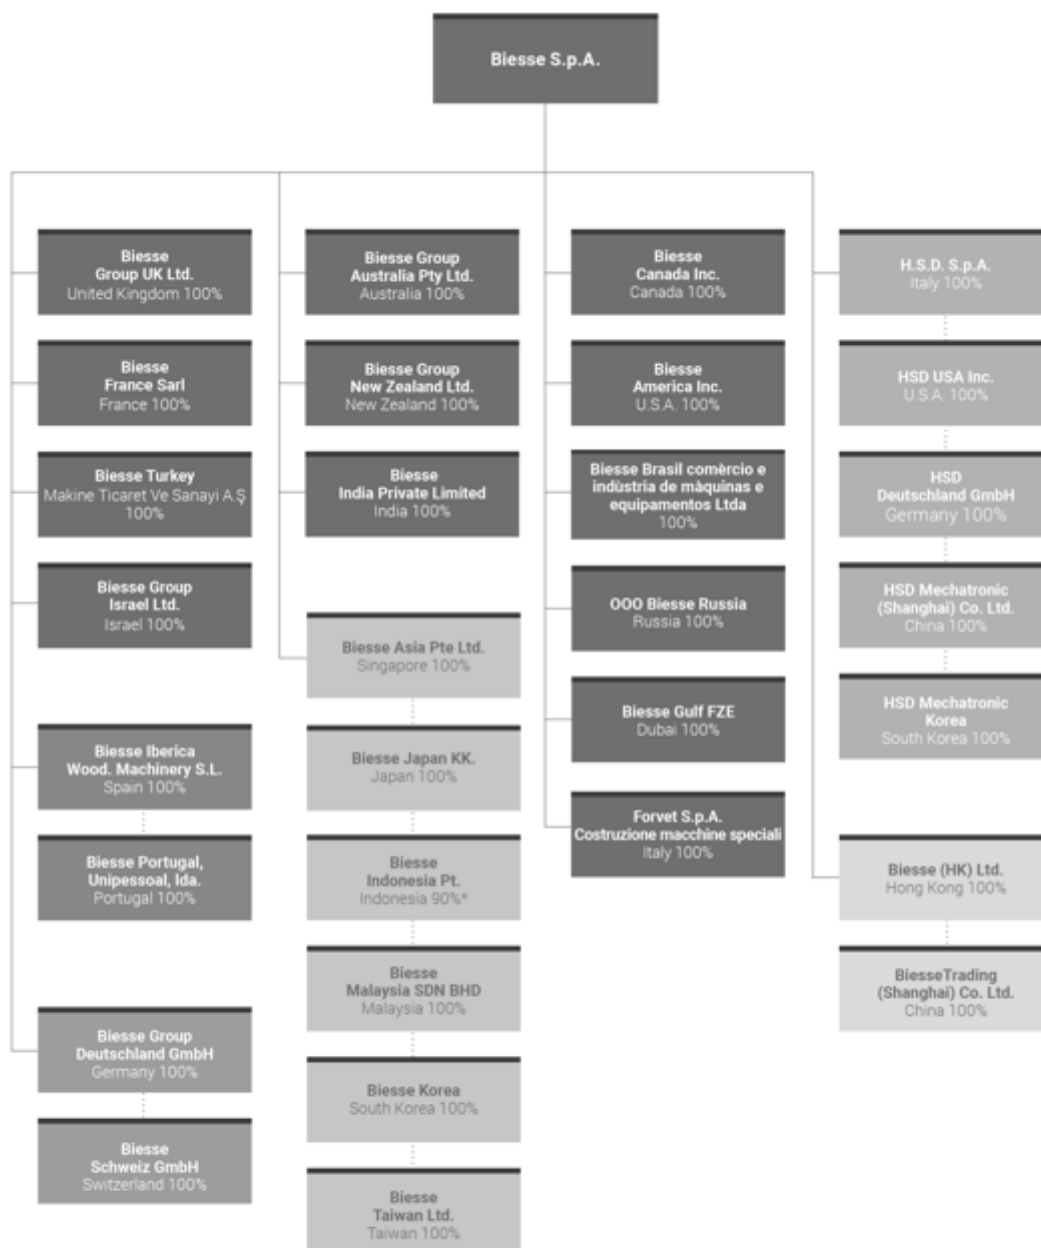 Biesse S.p.A.
Biesse
Group UK Ltd.
United Kingdom 100%
Biesse
France Sarl
France 100%
Biesse Turkey
Makine Ticaret Ve Sanayi A.Ş
100%
Biesse Group
Israel Ltd.
Israel 100%
Biesse Iberica
Wood. Machinery S.L.
Spain 100%
Biesse Portugal,
Unipessoal, lda.
Portugal 100%
Biesse Group
Deutschland GmbH
Germany 100%
Biesse
Schweiz GmbH
Switzerland 100%
Biesse Group
Australia Pty Ltd.
Australia 100%
Biesse Group
New Zealand Ltd.
New Zealand 100%
Biesse
India Private Limited
India 100%
Biesse Asia Pte Ltd.
Singapore 100%
Biesse Japan KK.
Japan 100%
Biesse
Indonesia Pt.
Indonesia 90%*
Biesse
Malaysia SDN BHD
Malaysia 100%
Biesse Korea
South Korea 100%
Biesse
Taiwan Ltd.
Taiwan 100%
Biesse
Canada Inc.
Canada 100%
Biesse
America Inc.
U.S.A. 100%
Biesse Brasil comèrcio e
indùstria de màquinas e
equipamentos Ltda
100%
OOO Biesse Russia
Russia 100%
Biesse Gulf FZE
Dubai 100%
Forvet S.p.A.
Costruzione macchine speciali
Italy 100%
H.S.D. S.p.A.
Italy 100%
HSD USA Inc.
U.S.A. 100%
HSD
Deutschland GmbH
Germany 100%
HSD Mechatronic
(Shanghai) Co. Ltd.
China 100%
HSD Mechatronic
Korea
South Korea 100%
Biesse (HK) Ltd.
Hong Kong 100%
BiesseTrading
(Shanghai) Co. Ltd.
China 100%